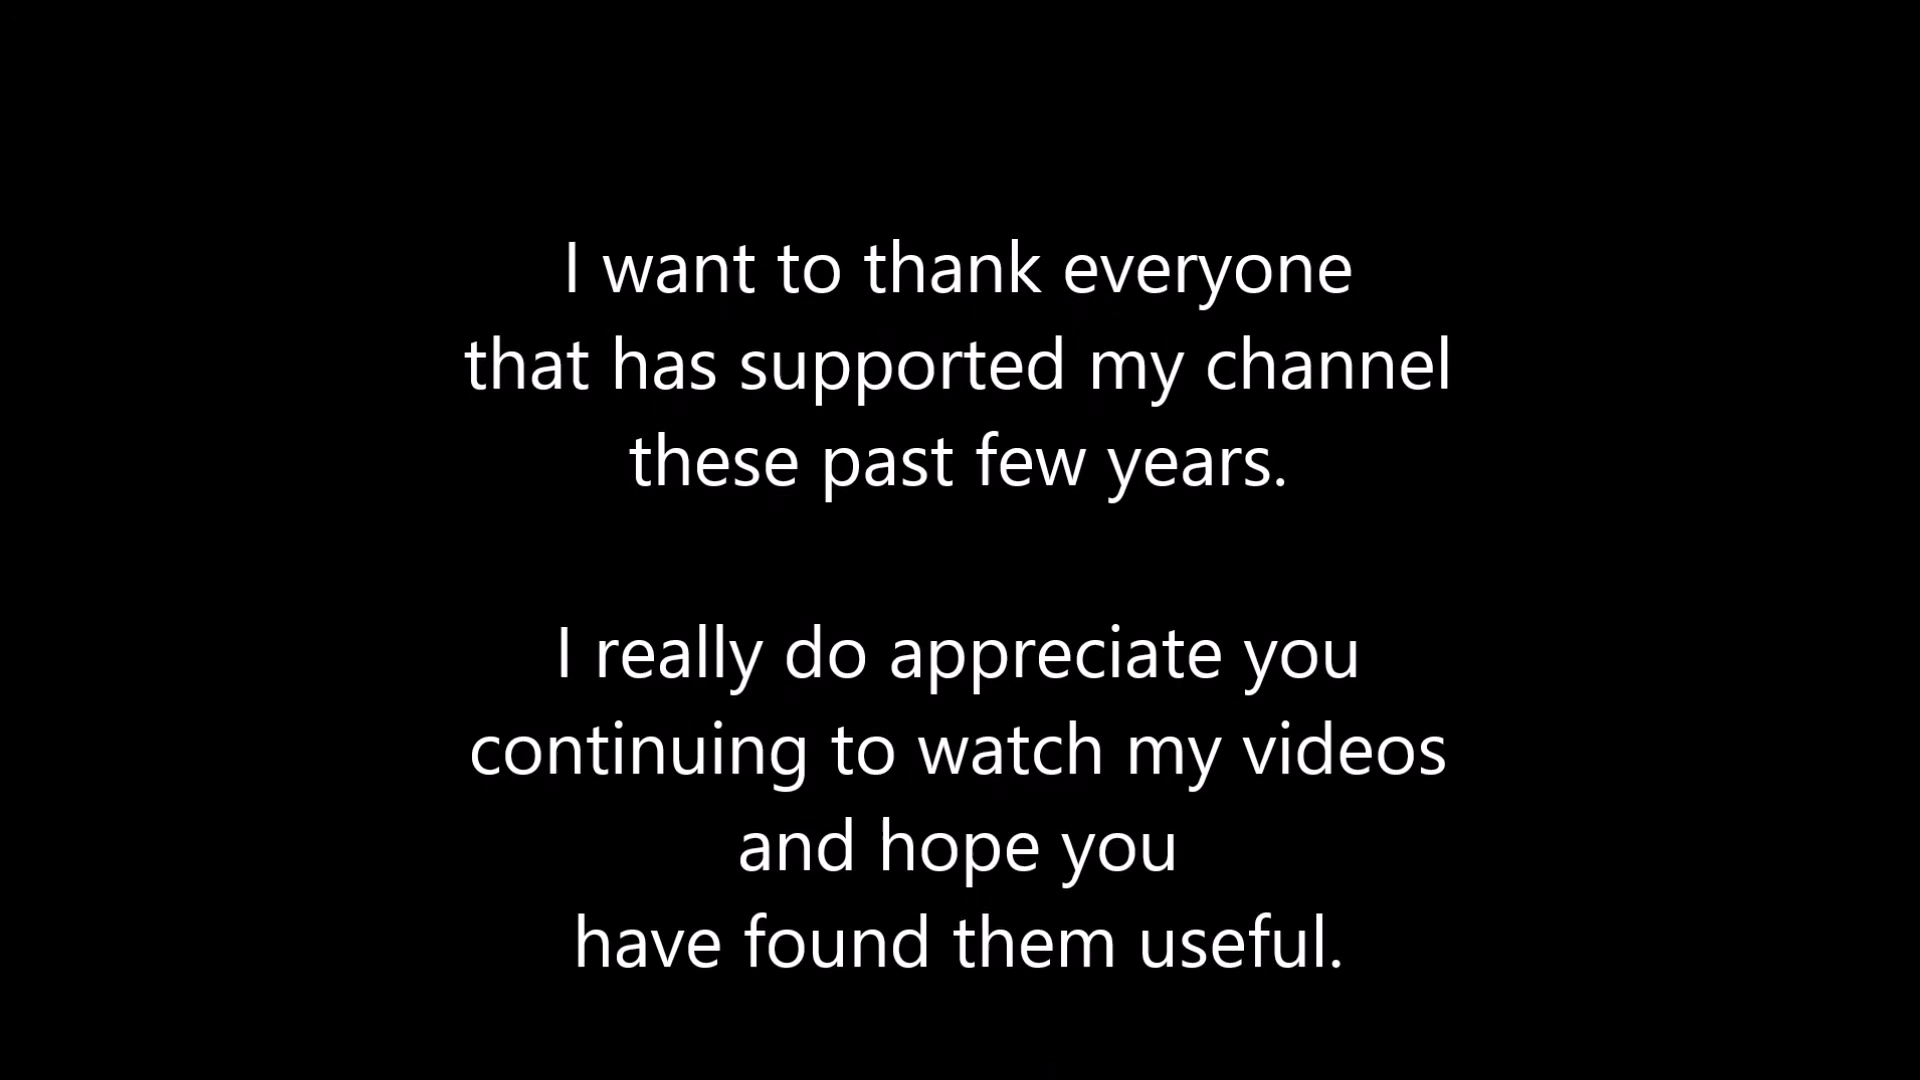 I want to thank everyone
that has supported my channel
these past few years.
I really do appreciate you
continuing to watch my videos
and hope you
have found them useful.